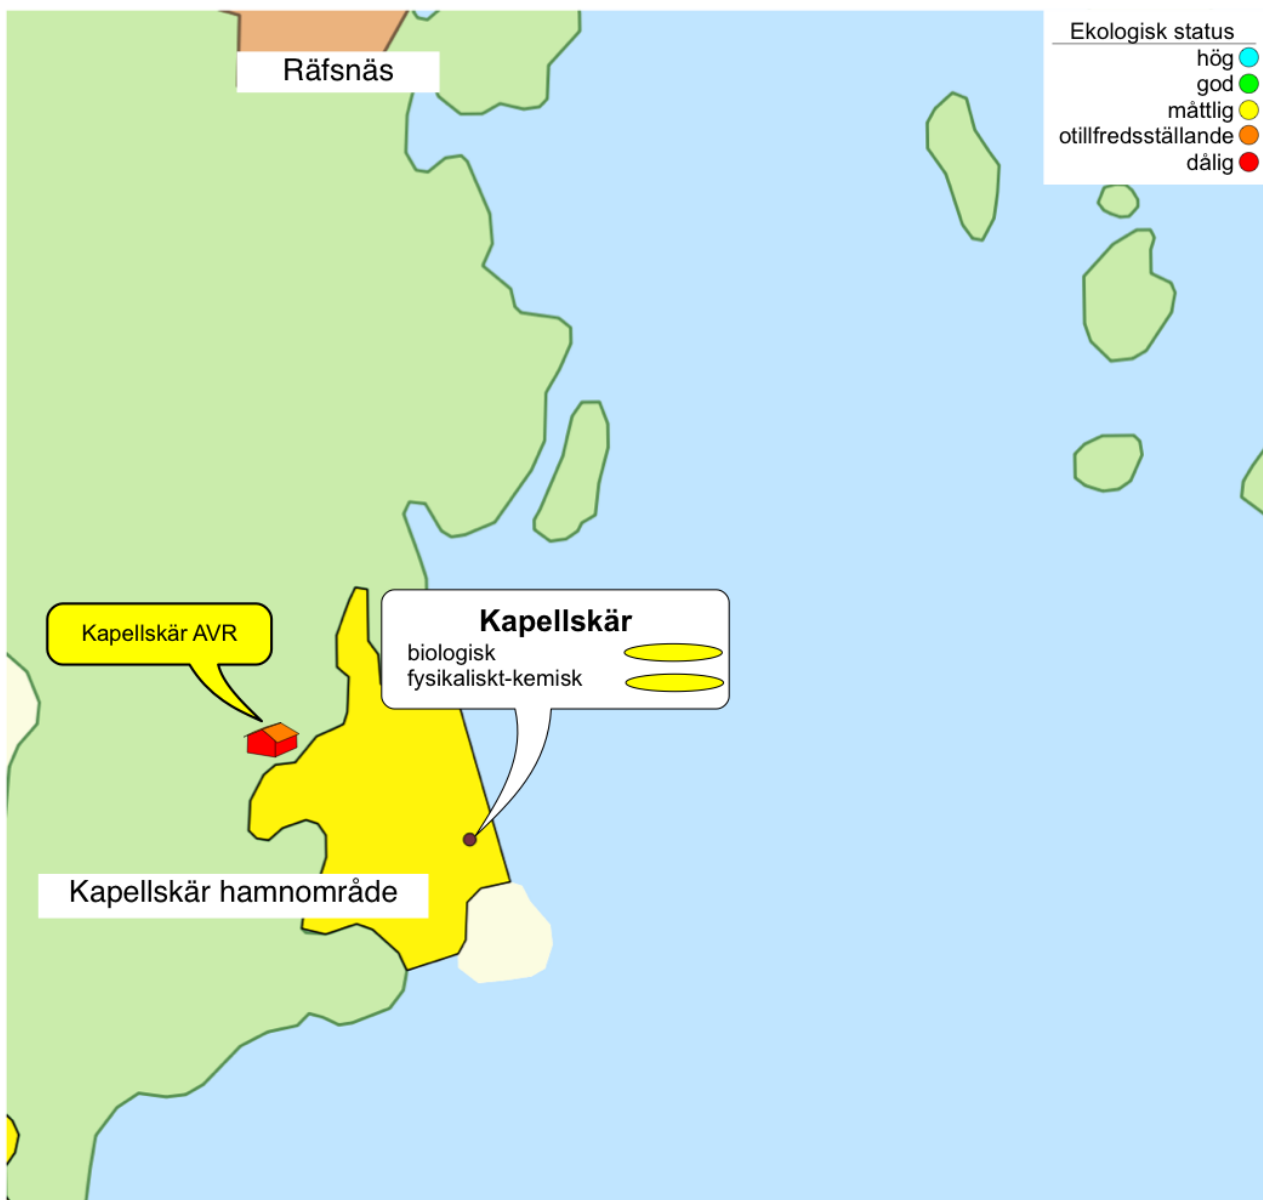 Räfsnäs
Ekologisk status
hög
god
måttlig
otillfredsställande
dålig
Kapellskär AVR
Kapellskär
biologisk
fysikaliskt-kemisk
Kapellskär hamnområde